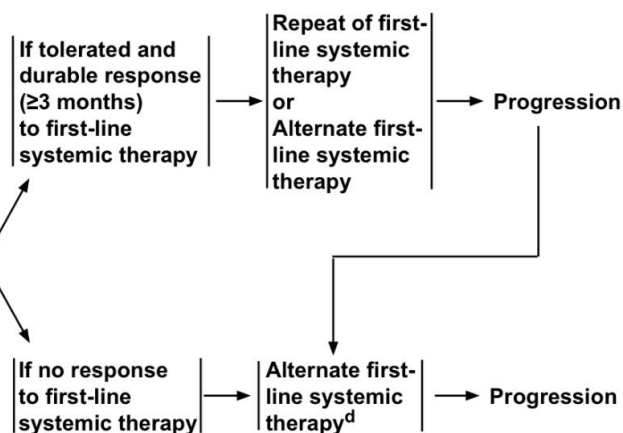 If tolerated and
durable response
(≥3 months)
to first-line
systemic therapy
Repeat of first-
line systemic
therapy
or
Alternate first-
line systemic
therapy
Progression
If no response
to first-line
systemic therapy
Alternate first-
line systemic
therapyd
Progression